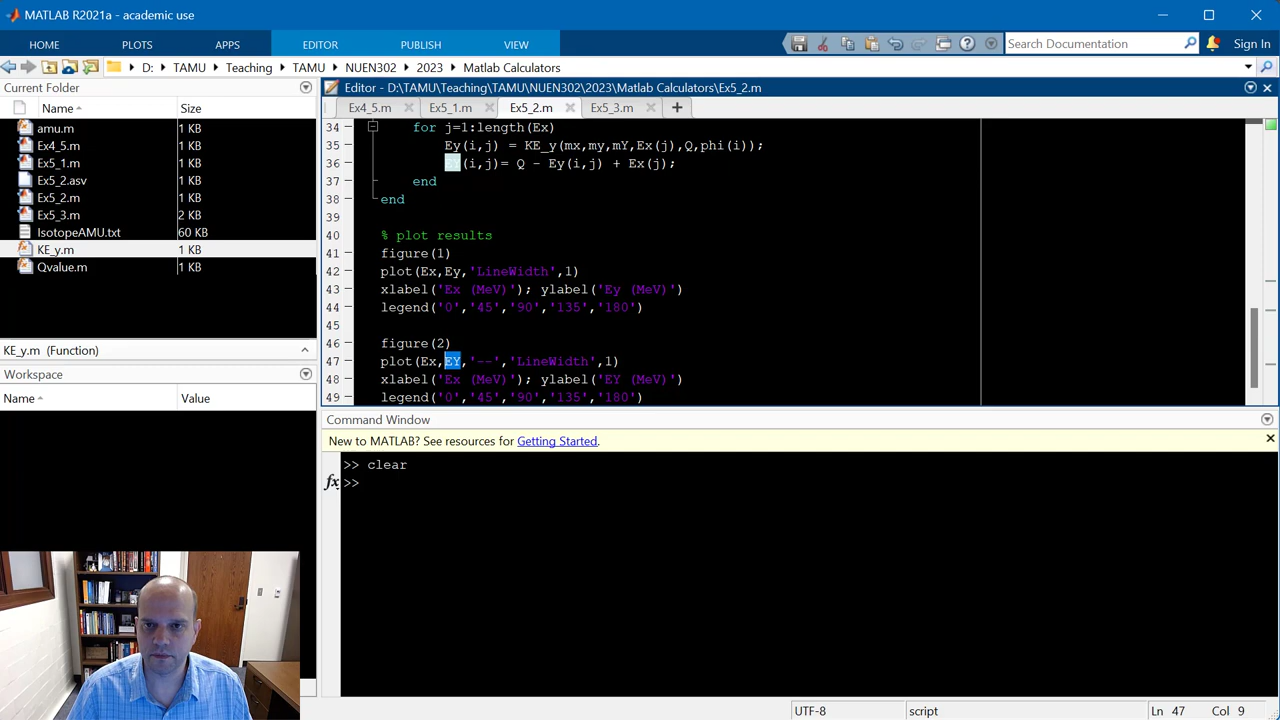 MATLAB R2021a - academic use
HOME PLOTS APPS EDITOR PUBLISH VIEW Search Documentation Sign In
D: ▸ TAMU ▸ Teaching ▸ TAMU ▸ NUEN302 ▸ 2023 ▸ Matlab Calculators
Current Folder
Name Size
amu.m 1 KB
Ex4_5.m 1 KB
Ex5_1.m 1 KB
Ex5_2.asv 1 KB
Ex5_2.m 1 KB
Ex5_3.m 2 KB
IsotopeAMU.txt 60 KB
KE_y.m 1 KB
Qvalue.m 1 KB
KE_y.m (Function)
Workspace
Name Value
Editor - D:\TAMU\Teaching\TAMU\NUEN302\2023\Matlab Calculators\Ex5_2.m
Ex4_5.m Ex5_1.m Ex5_2.m Ex5_3.m
34 – for j=1:length(Ex)
35 – Ey(i,j) = KE_y(mx,my,mY,Ex(j),Q,phi(i));
36 – EY(i,j)= Q - Ey(i,j) + Ex(j);
37 – end
38 – end
39
40 % plot results
41 – figure(1)
42 – plot(Ex,Ey,'LineWidth',1)
43 – xlabel('Ex (MeV)'); ylabel('Ey (MeV)')
44 – legend('0','45','90','135','180')
45
46 – figure(2)
47 – plot(Ex,EY,'--','LineWidth',1)
48 – xlabel('Ex (MeV)'); ylabel('EY (MeV)')
49 – legend('0','45','90','135','180')
Command Window
New to MATLAB? See resources for Getting Started.
>> clear
fx >>
UTF-8 script Ln 47 Col 9